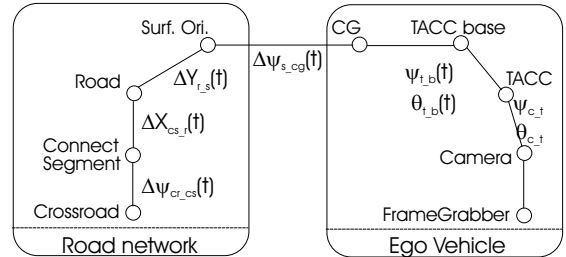 Surf. Ori.
ΔY_r_s(t)
Road
ΔX_cs_r(t)
Connect
Segment
Δψ_cr_cs(t)
Crossroad
Road network
Δψ_s_cg(t)
CG
TACC base
ψ_t_b(t)
θ_t_b(t)
TACC
ψ_c_t
θ_c_t
Camera
FrameGrabber
Ego Vehicle